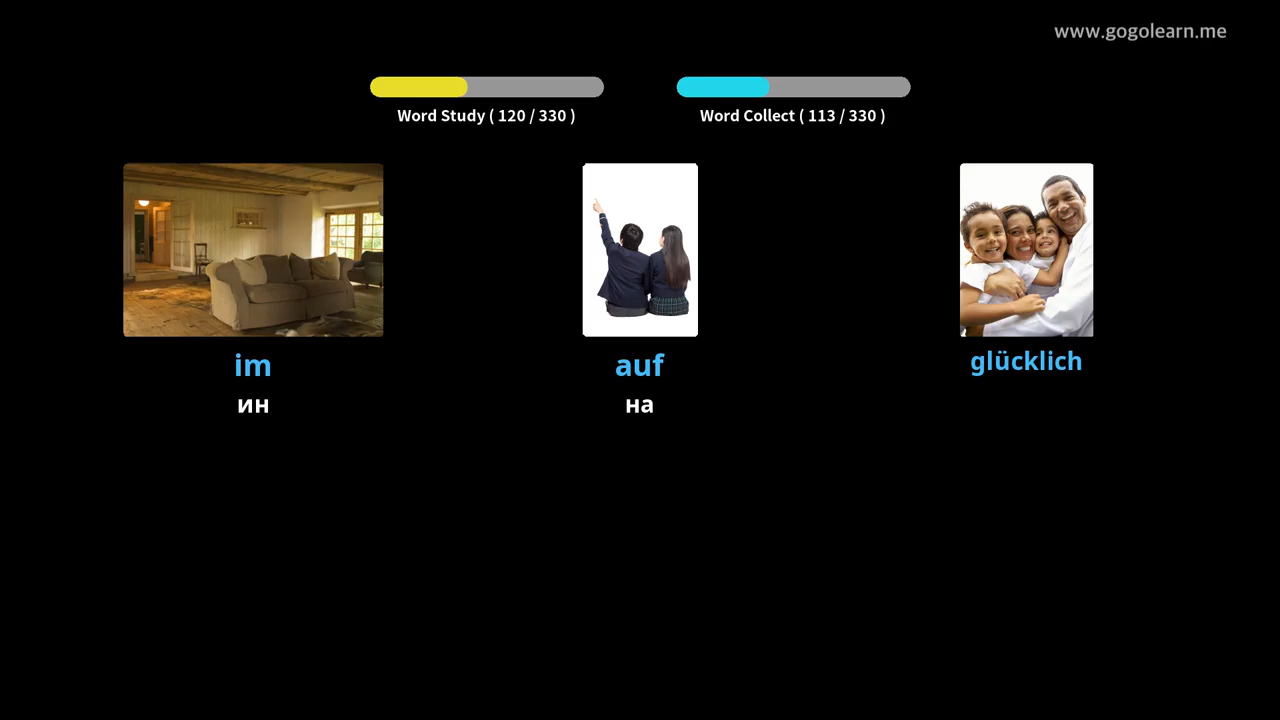 www.gogolearn.me
Word Study ( 120 / 330 )
Word Collect ( 113 / 330 )
im
auf
glücklich
ин
на